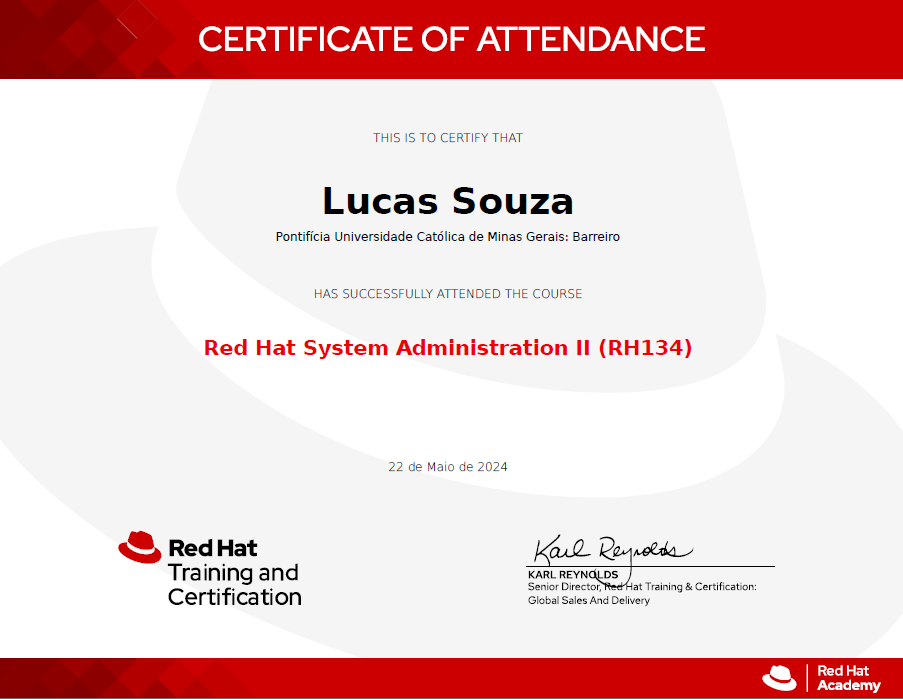 CERTIFICATE OF ATTENDANCE
THIS IS TO CERTIFY THAT
Lucas Souza
Pontifícia Universidade Católica de Minas Gerais: Barreiro
HAS SUCCESSFULLY ATTENDED THE COURSE
Red Hat System Administration II (RH134)
22 de Maio de 2024
Red Hat
Training and
Certification
Karl Reynolds
KARL REYNOLDS
Senior Director, Red Hat Training & Certification:
Global Sales And Delivery
Red Hat
Academy